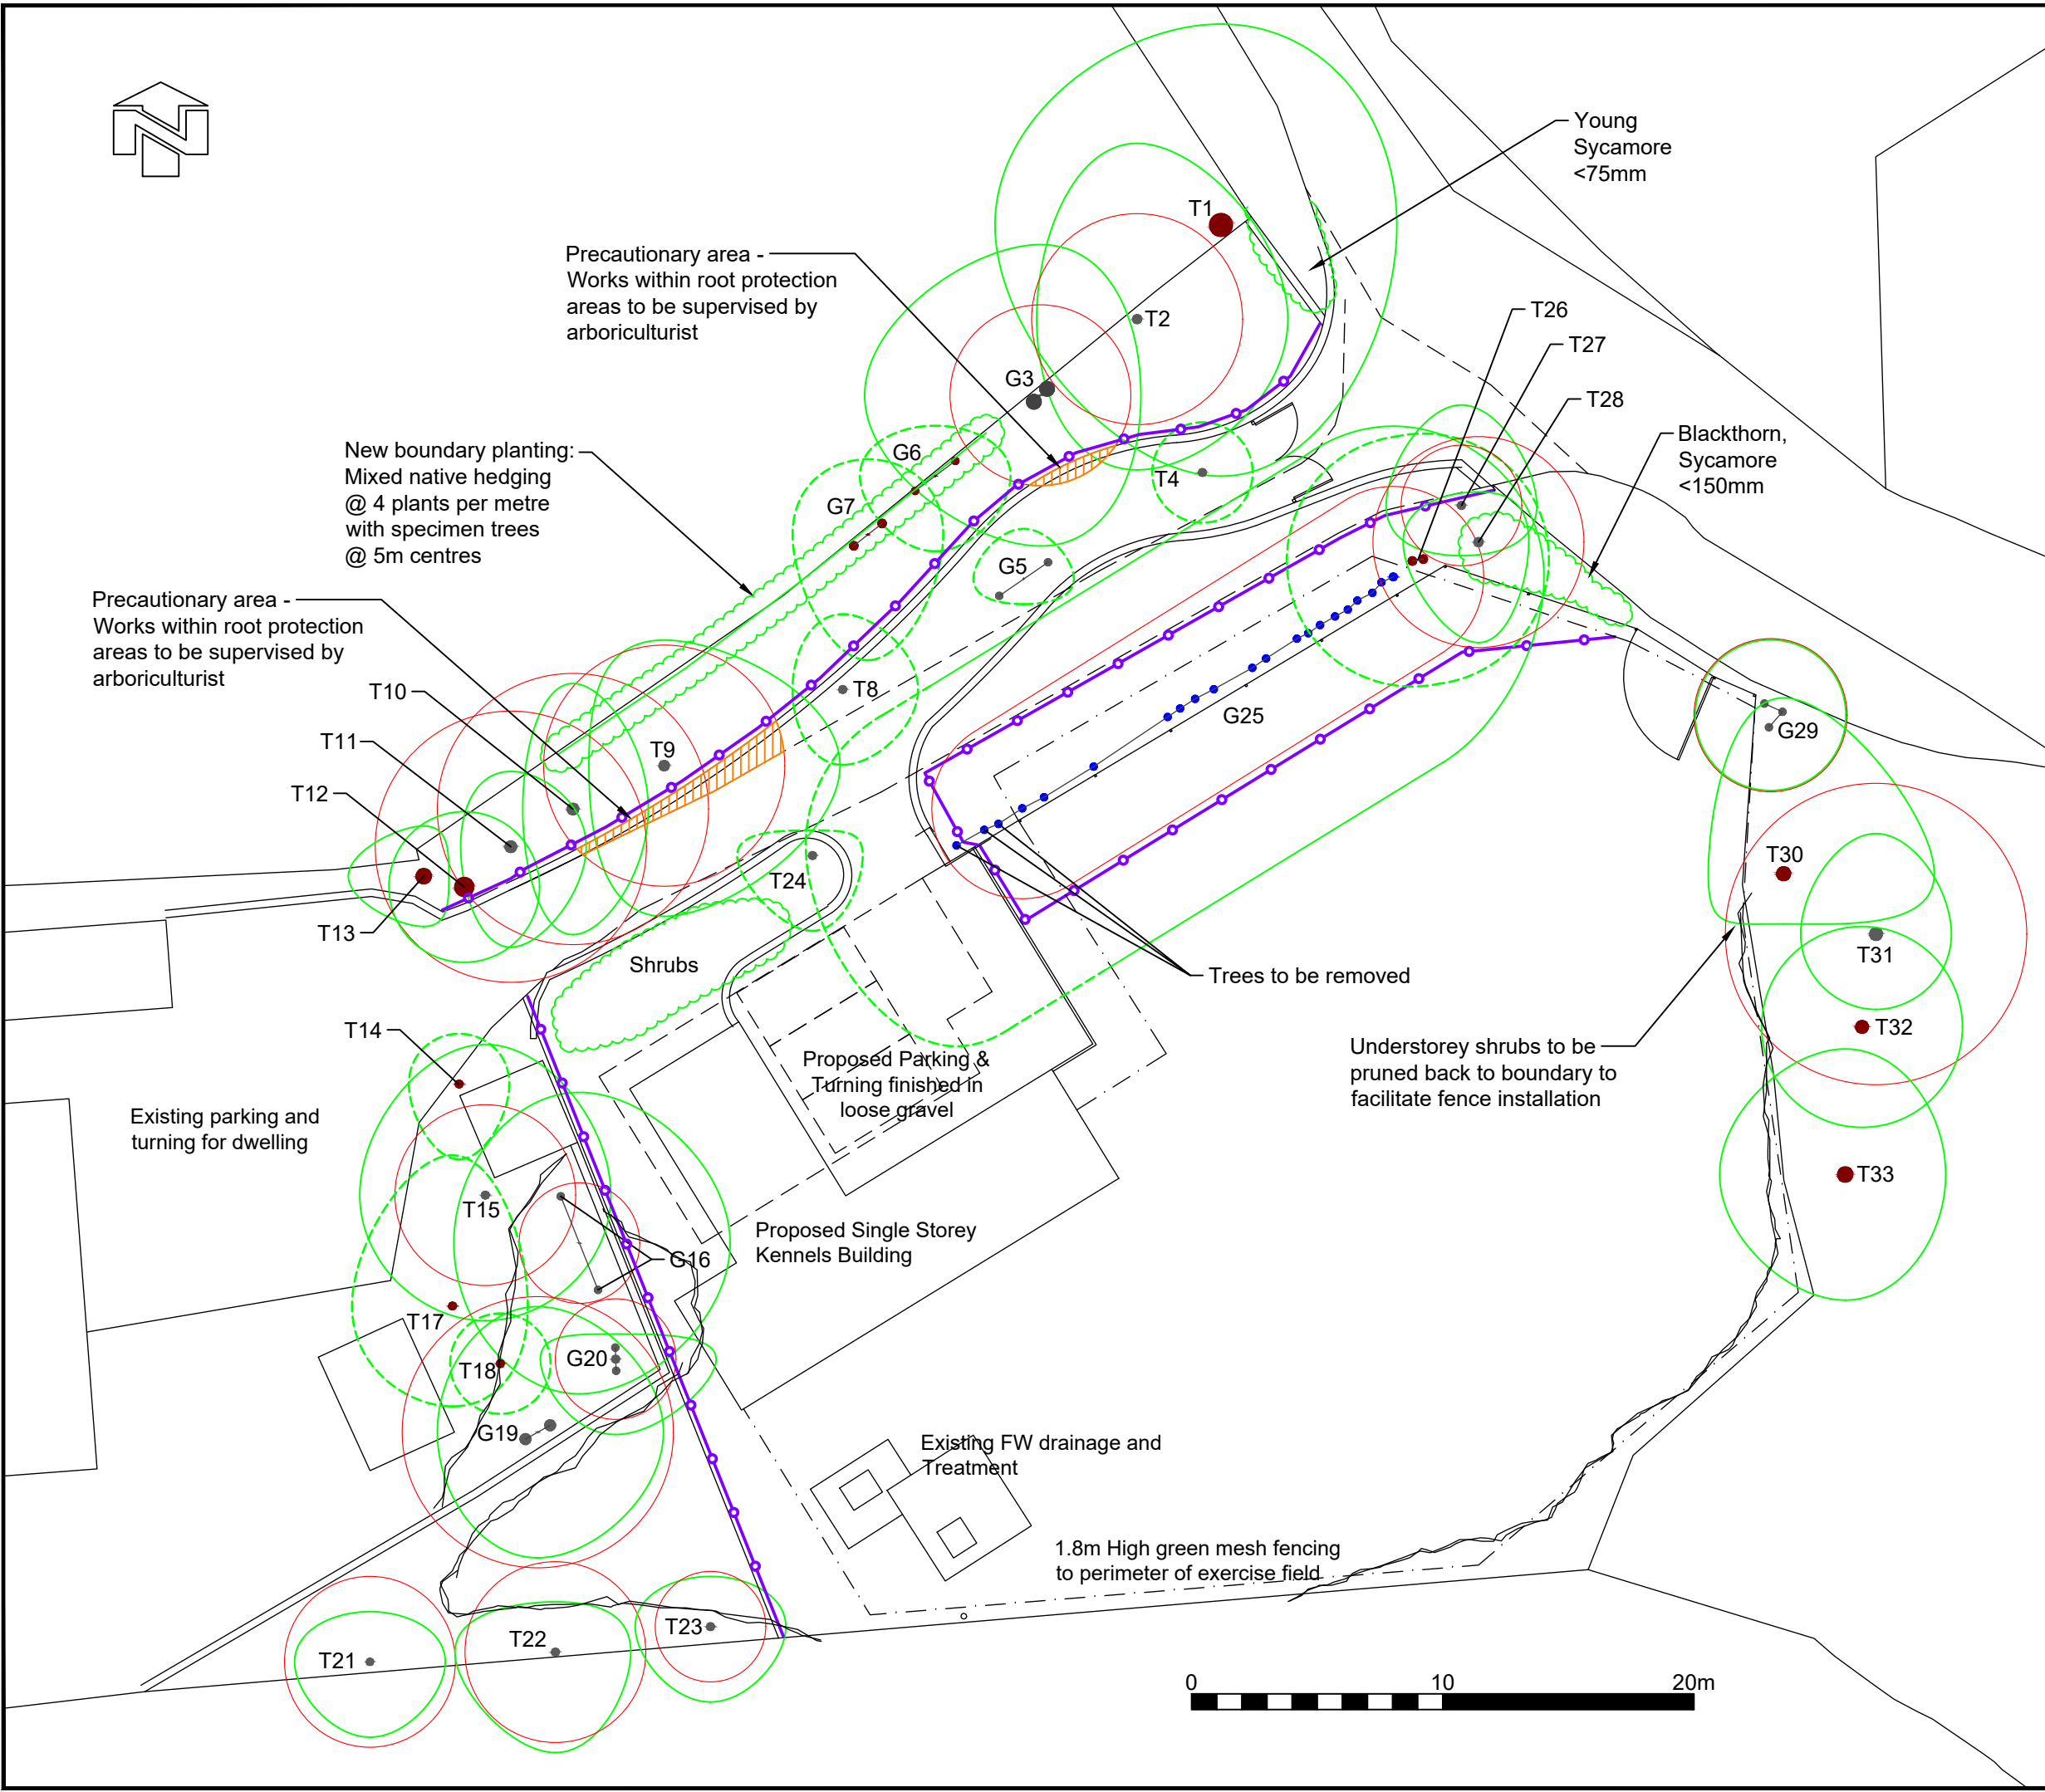 Young
Sycamore
<75mm
T1
Precautionary area -
Works within root protection
areas to be supervised by
arboriculturist
T26
T2
T27
G3
T28
New boundary planting:
Mixed native hedging
@ 4 plants per metre
with specimen trees
@ 5m centres
Blackthorn,
Sycamore
<150mm
G6
T4
G7
G5
Precautionary area -
Works within root protection
areas to be supervised by
arboriculturist
T10
T8
G25
G29
T11
T9
T12
T30
T24
T13
T31
Shrubs
Trees to be removed
T14
T32
Understorey shrubs to be
pruned back to boundary to
facilitate fence installation
Proposed Parking &
Turning finished in
loose gravel
Existing parking and
turning for dwelling
T33
T15
Proposed Single Storey
Kennels Building
G16
T17
T18
G20
G19
Existing FW drainage and
Treatment
1.8m High green mesh fencing
to perimeter of exercise field
T23
T22
T21
0 10 20m